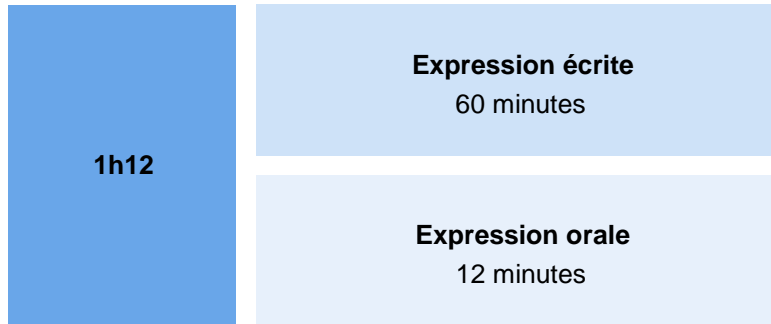 1h12
Expression écrite
60 minutes
Expression orale
12 minutes